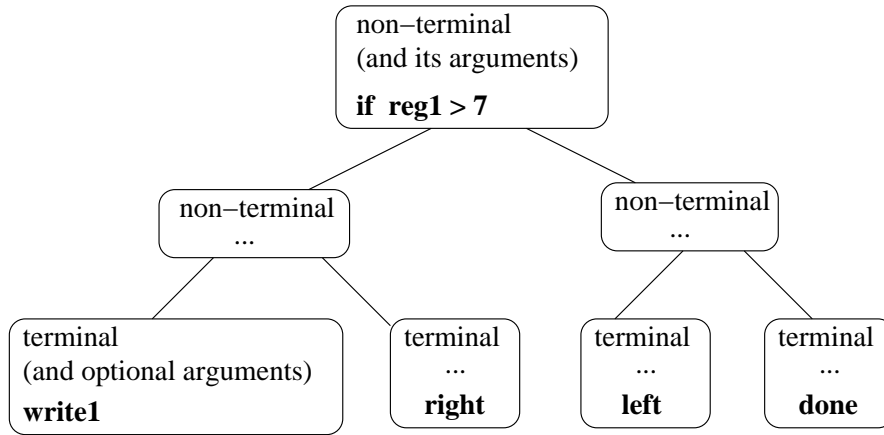 non−terminal
(and its arguments)
if reg1 > 7
non−terminal
...
non−terminal
...
terminal
(and optional arguments)
write1
terminal
...
right
terminal
...
left
terminal
...
done